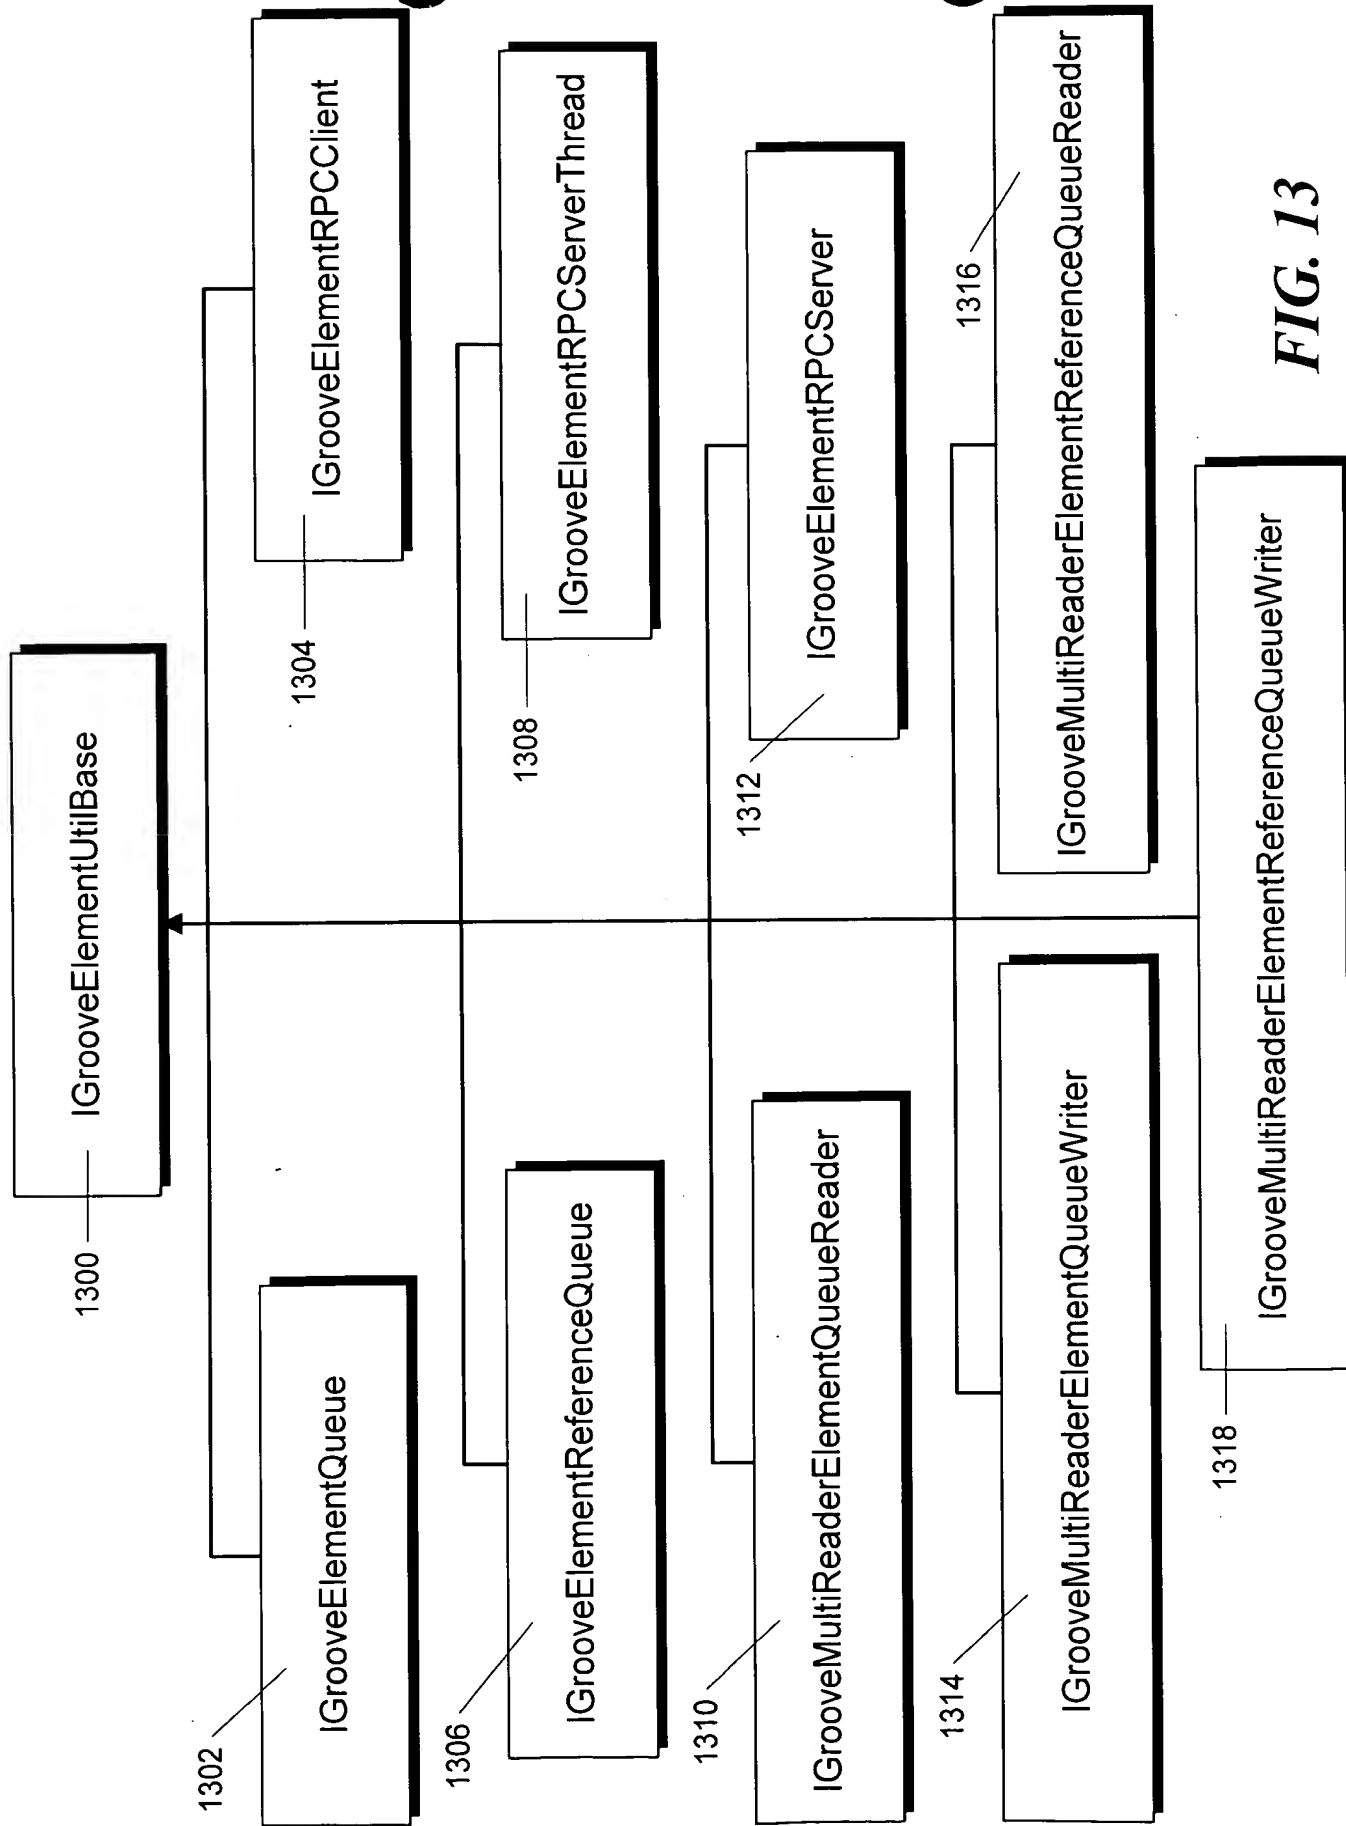 1300
IGrooveElementUtilBase
1302
IGrooveElementQueue
1304
IGrooveElementRPCClient
1306
IGrooveElementReferenceQueue
1308
IGrooveElementRPCServerThread
1310
IGrooveMultiReaderElementQueueReader
1312
IGrooveElementRPCServer
1314
IGrooveMultiReaderElementQueueWriter
1316
IGrooveMultiReaderElementReferenceQueueReader
1318
IGrooveMultiReaderElementReferenceQueueWriter
FIG. 13